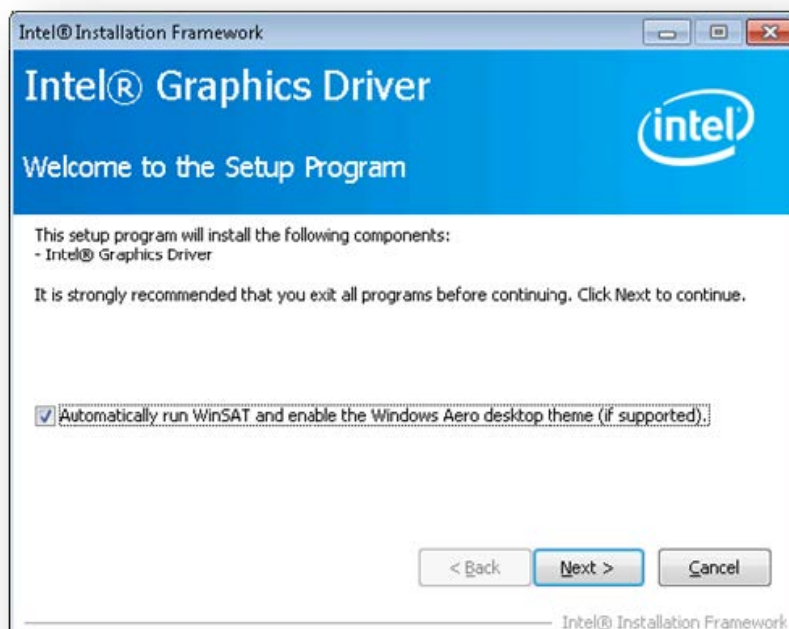 Intel® Installation Framework
Intel® Graphics Driver
intel
Welcome to the Setup Program
This setup program will install the following components:
- Intel® Graphics Driver
It is strongly recommended that you exit all programs before continuing. Click Next to continue.
Automatically run WinSAT and enable the Windows Aero desktop theme (if supported).
< Back
Next >
Cancel
Intel® Installation Framework